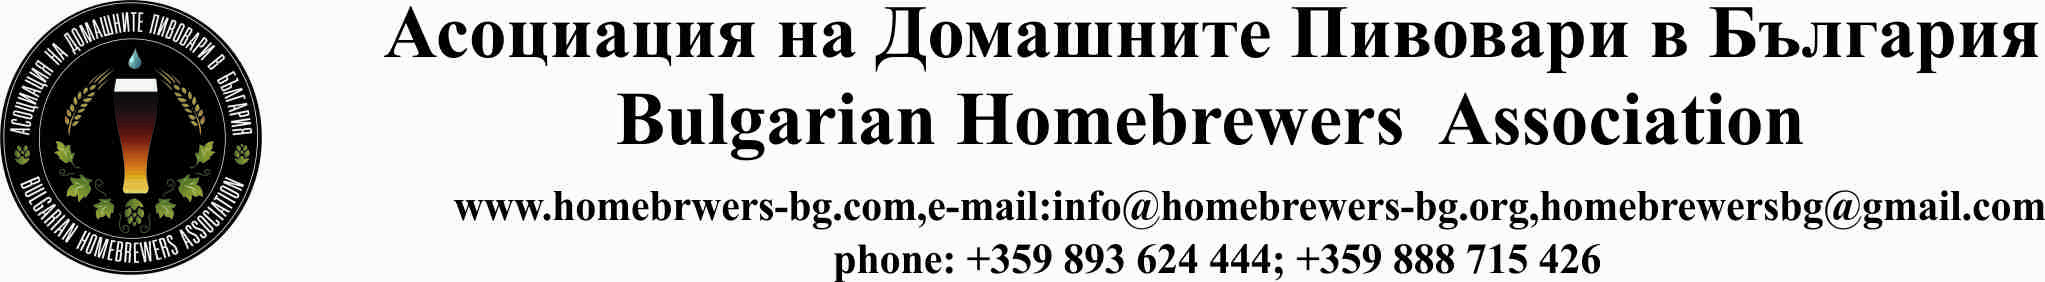 АСОЦИАЦИЯ НА ДОМАШНИТЕ ПИВОВАРИ В БЪЛГАРИЯ
BULGARIAN HOMEBREWERS ASSOCIATION
Асоциация на Домашните Пивовари в България
Bulgarian Homebrewers Association
www.homebrwers-bg.com,e-mail:info@homebrewers-bg.org,homebrewersbg@gmail.com
phone: +359 893 624 444; +359 888 715 426